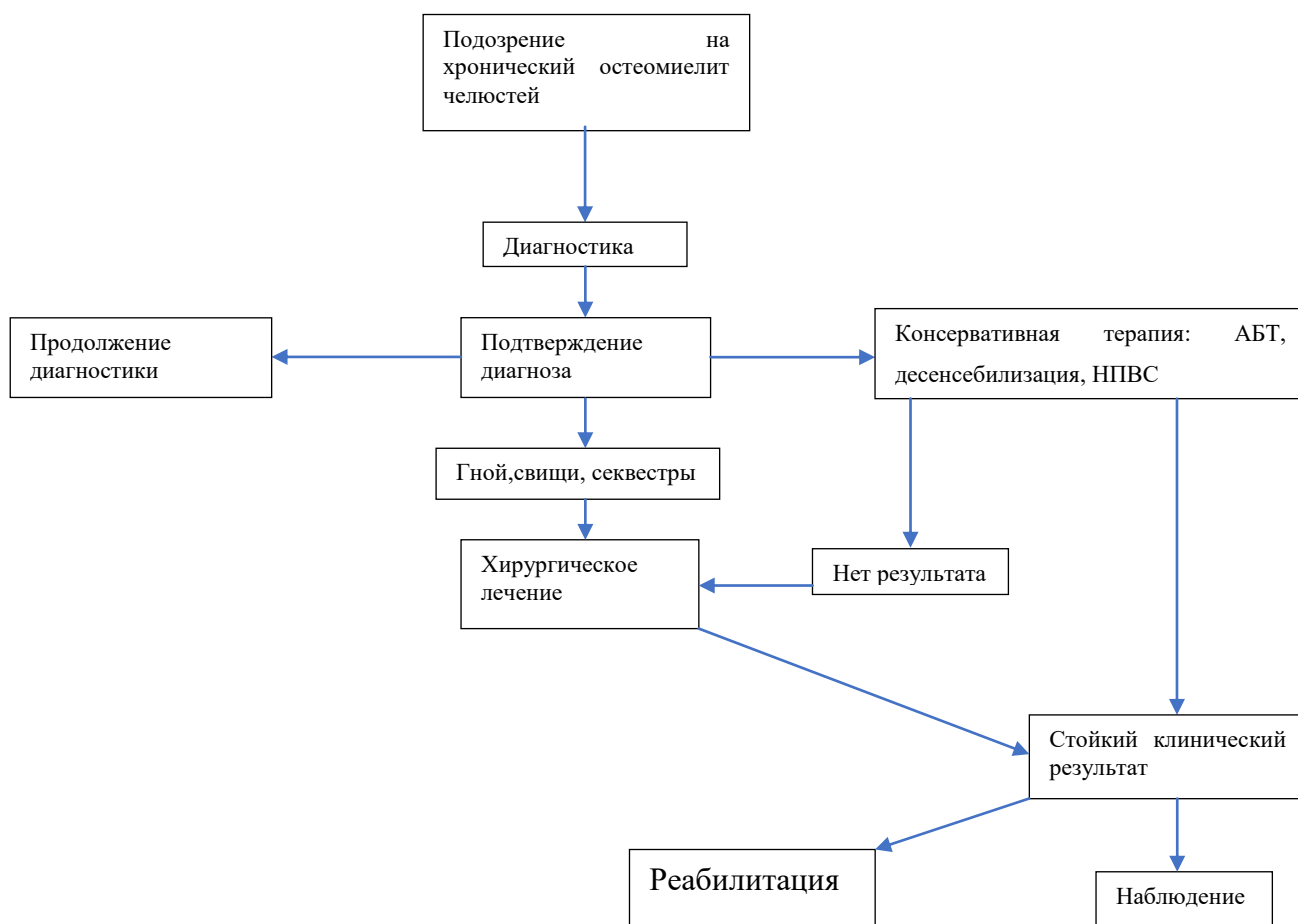 Подозрение на
хронический остеомиелит
челюстей
Диагностика
Продолжение
диагностики
Подтверждение
диагноза
Консервативная терапия: АБТ,
десенсебилизация, НПВС
Гной,свищи, секвестры
Хирургическое
лечение
Нет результата
Стойкий клинический
результат
Реабилитация
Наблюдение